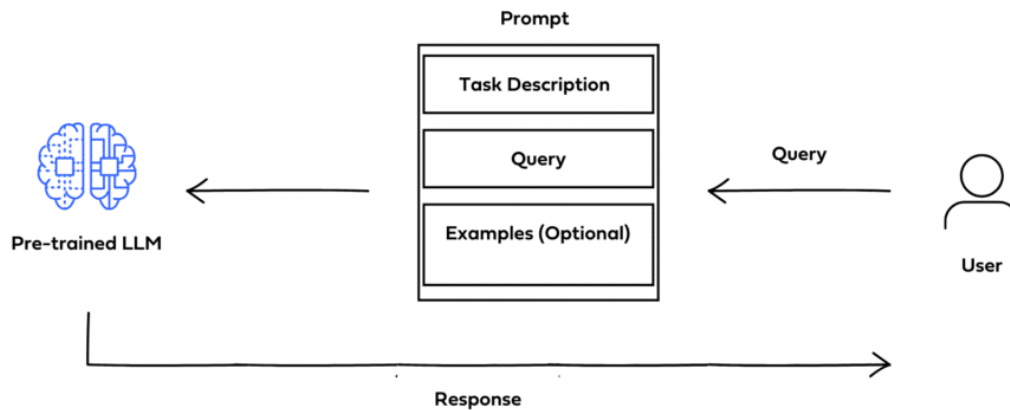 Prompt
Task Description
Query
Examples (Optional)
Query
Pre-trained LLM
User
Response